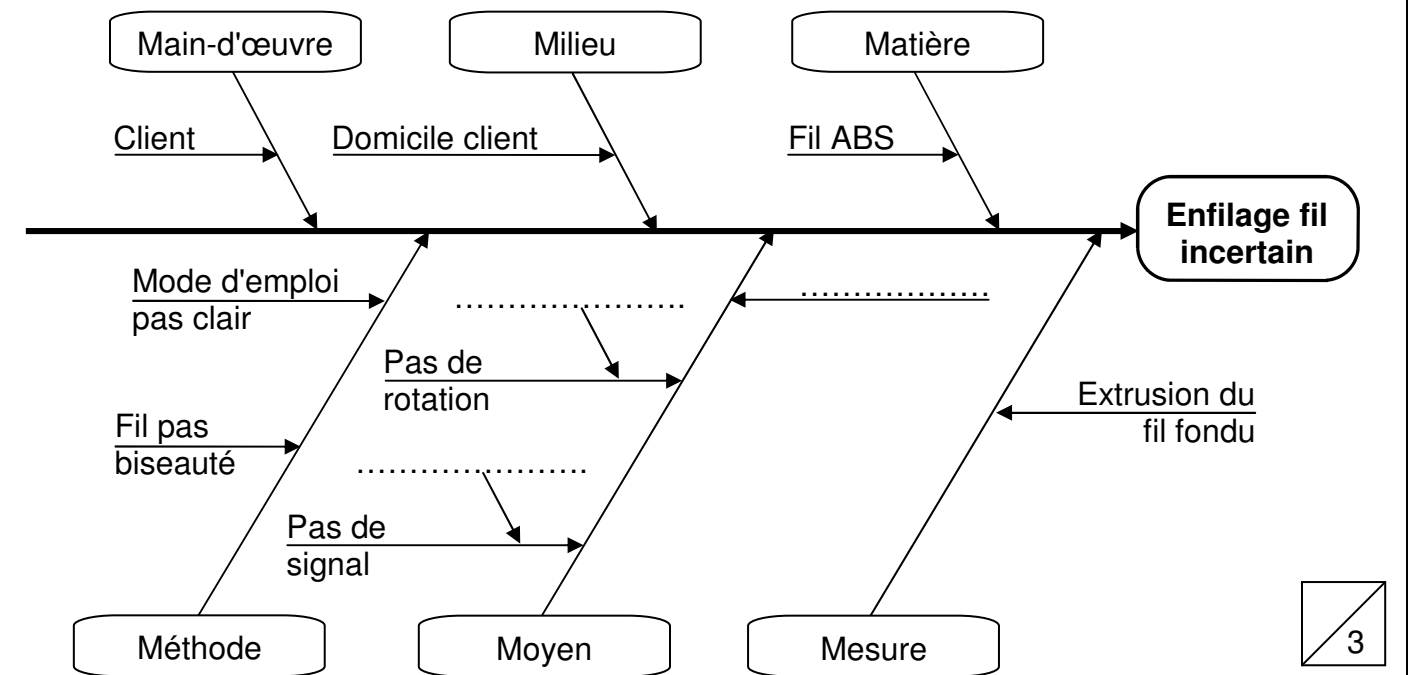 Main-d'œuvre
Milieu
Matière
Client
Domicile client
Fil ABS
Enfilage fil
incertain
Mode d'emploi
pas clair
......................
..................
Pas de
rotation
Extrusion du
fil fondu
Fil pas
biseauté
......................
Pas de
signal
Méthode
Moyen
Mesure
3